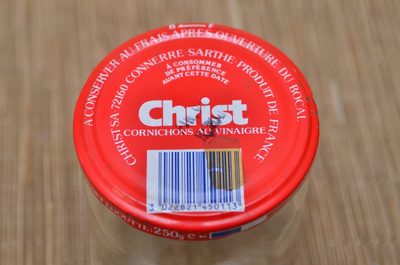 À CONSERVER AU FRAIS APRÈS OUVERTURE DU BOCAL
CHRIST SA 72160 CONNERRE-SARTHE PRODUIT DE FRANCE
À CONSOMMER
DE PRÉFÉRENCE
AVANT CETTE DATE
Christ
CORNICHONS AU VINAIGRE
3 022821 450113
250g e